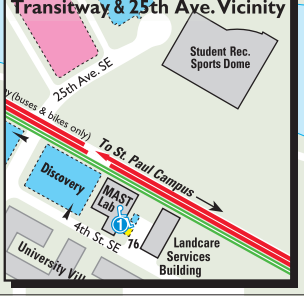 Transitway & 25th Ave. Vicinity
Student Rec.
Sports Dome
25th Ave. SE
(buses & bikes only)
To St. Paul Campus
Discovery
MAST
Lab
1
4th St. SE
76
Landcare
Services
Building
University Vill